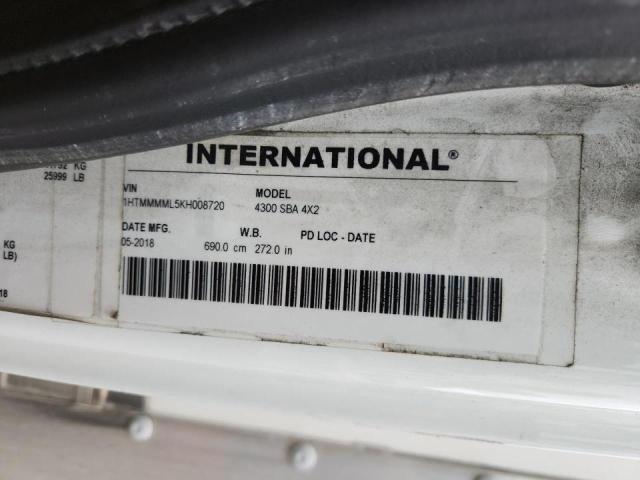 INTERNATIONAL®
KG
25999 LB
VIN
1HTMMMML5KH008720
MODEL
4300 SBA 4X2
DATE MFG.
05-2018
W.B.
690.0 cm 272.0 in
PD LOC - DATE
KG
LB)